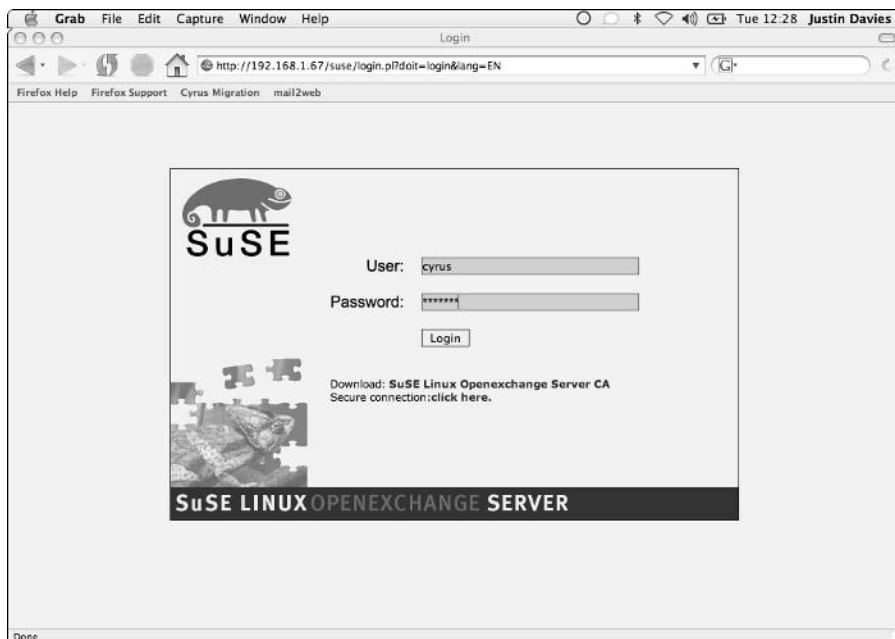 Grab File Edit Capture Window Help Tue 12:28 Justin Davies
Login
http://192.168.1.67/suse/login.pl?doit=login&lang=EN G
Firefox Help Firefox Support Cyrus Migration mail2web
SuSE
User: cyrus
Password: *******
Login
Download: SuSE Linux Openexchange Server CA
Secure connection:click here.
SuSE LINUX OPENEXCHANGE SERVER
Done